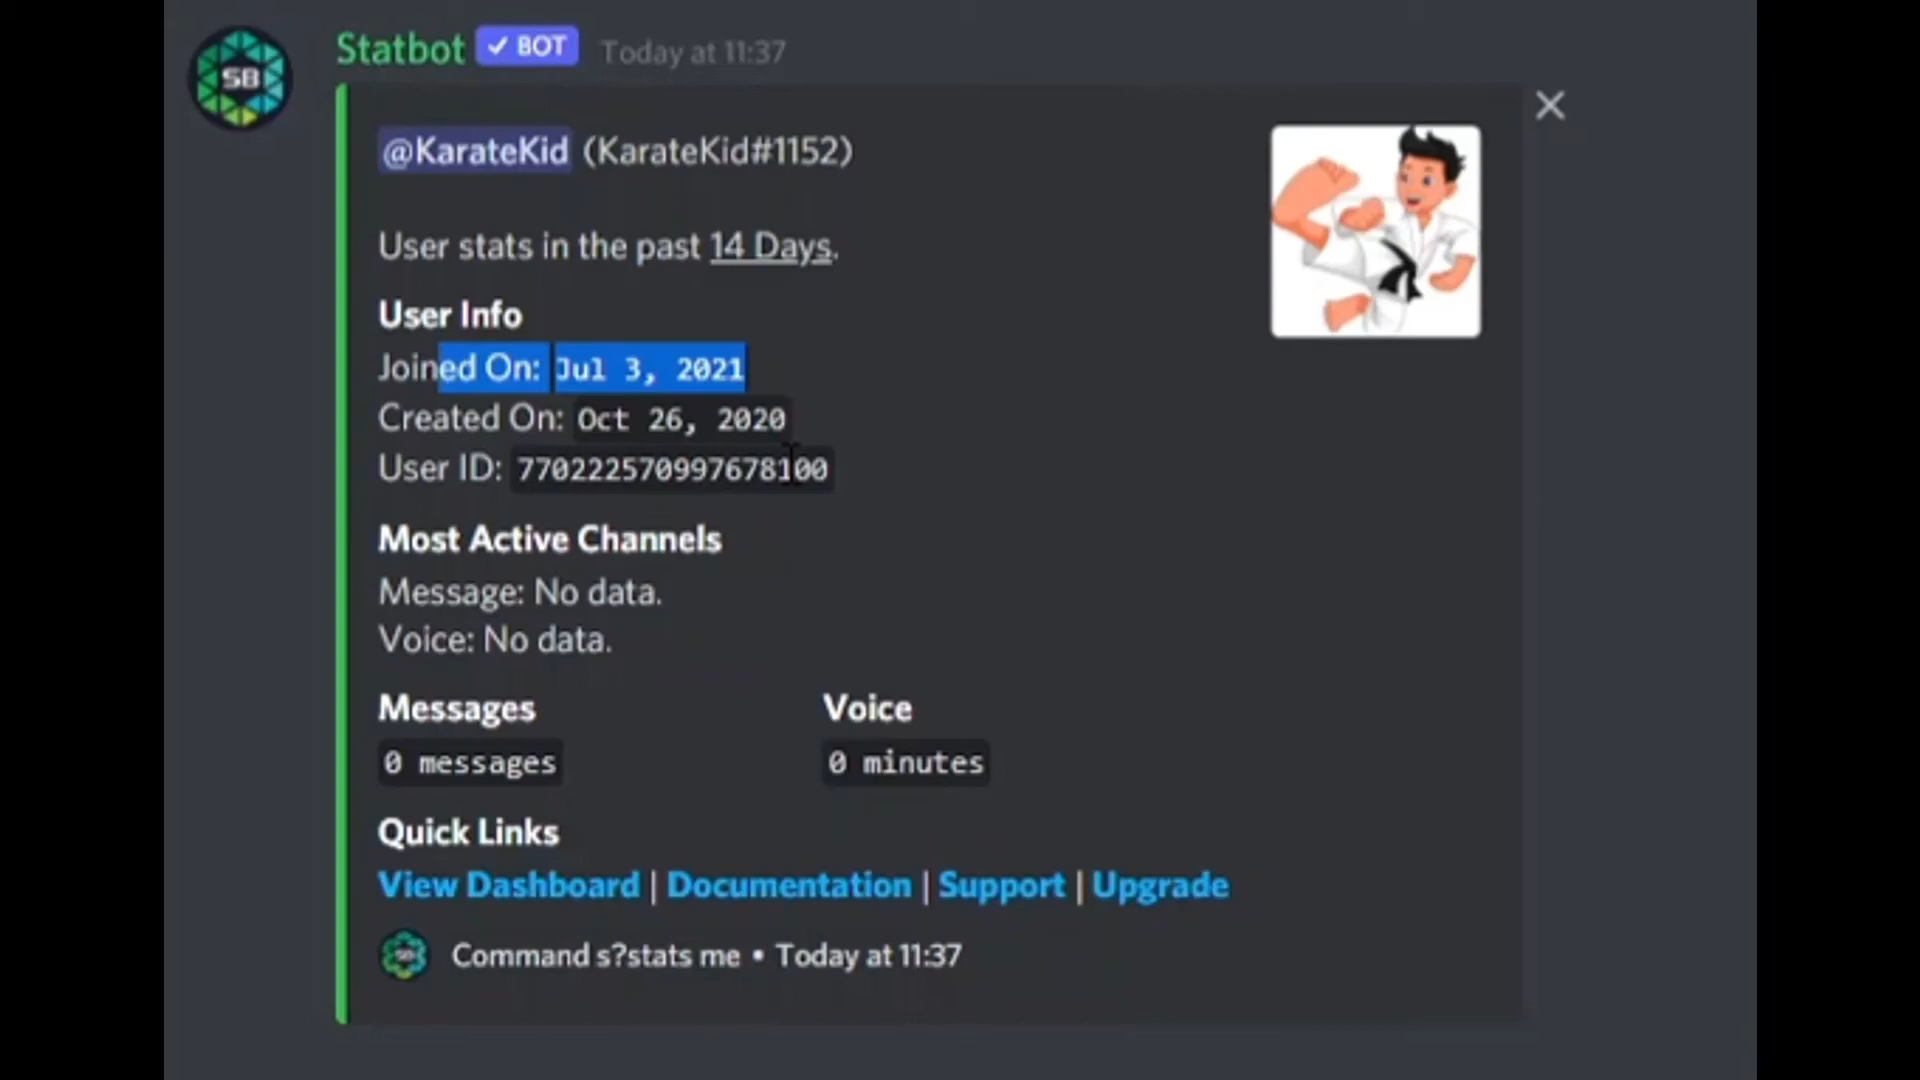 SB
Statbot ✓ BOT Today at 11:37
@KarateKid (KarateKid#1152)
User stats in the past 14 Days.
User Info
Joined On: Jul 3, 2021
Created On: Oct 26, 2020
User ID: 770222570997678100
Most Active Channels
Message: No data.
Voice: No data.
Messages Voice
0 messages 0 minutes
Quick Links
View Dashboard | Documentation | Support | Upgrade
SB Command s?stats me • Today at 11:37